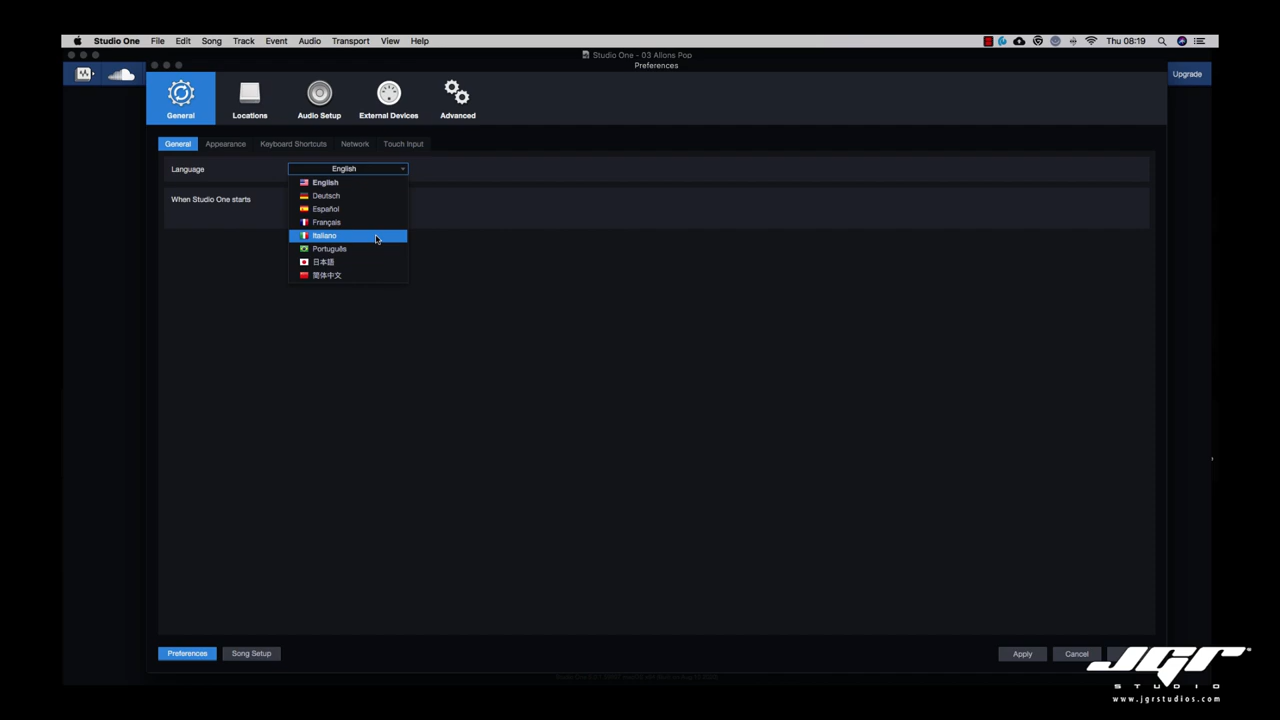 Studio One File Edit Song Track Event Audio Transport View Help Thu 08:19
Studio One - 03 Allons Pop
Preferences
Upgrade
General Locations Audio Setup External Devices Advanced
General Appearance Keyboard Shortcuts Network Touch Input
Language English
English
Deutsch
When Studio One starts
Español
Français
Italiano
Português
日本語
简体中文
Preferences Song Setup Apply Cancel
JGR
STUDIO
www.jgrstudios.com